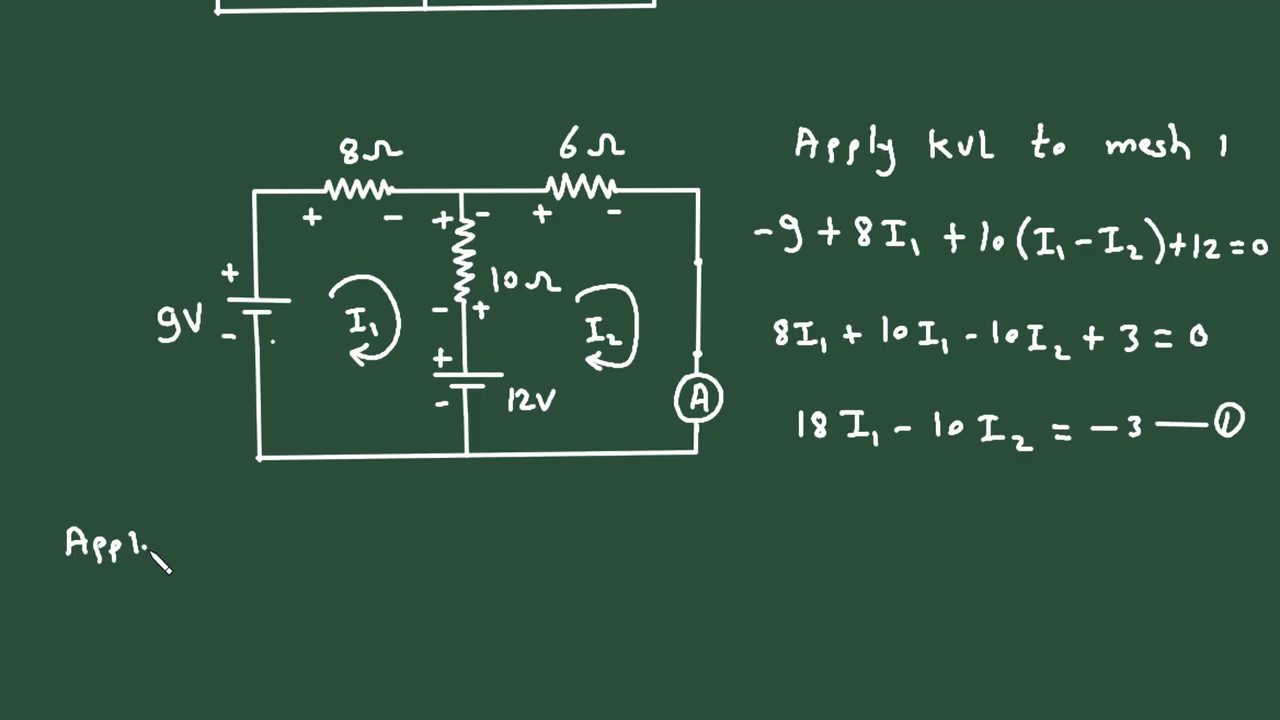 8Ω 6Ω
+ - + - + -
10Ω
- +
+
9V
-
I₁
I₂
+
-
12V
A
Apply KVL to mesh 1
-9 + 8I₁ + 10(I₁ - I₂) + 12 = 0
8I₁ + 10I₁ - 10I₂ + 3 = 0
18I₁ - 10I₂ = -3 — ①
Appl